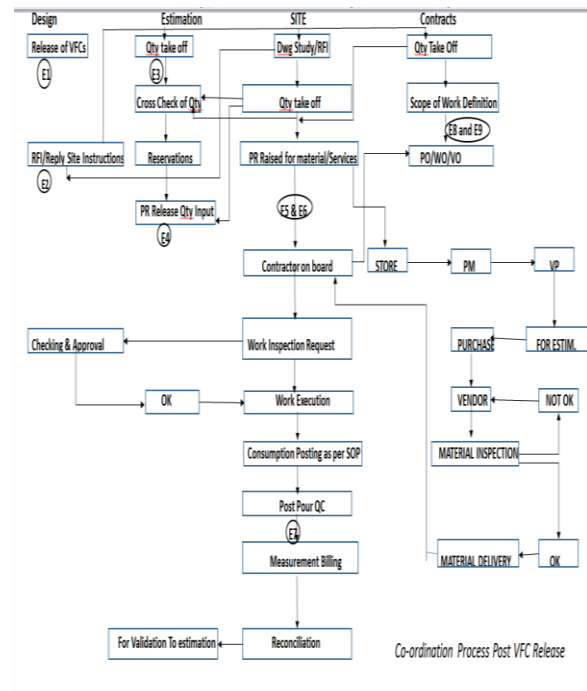 Design
Estimation
SITE
Contracts
Release of VFCs
Qty take off
Dwg Study/RFI
Qty Take Off
E1
E3
Cross Check of Qty
Qty take off
Scope of Work Definition
E8 and E9
RFI/Reply Site Instructions
Reservations
PR Raised for material/Services
PO/WO/VO
E2
PR Release Qty Input
E5 & E6
E4
Contractor on board
STORE
PM
VP
Checking & Approval
Work Inspection Request
PURCHASE
FOR ESTIM.
OK
Work Execution
VENDOR
NOT OK
Consumption Posting as per SOP
MATERIAL INSPECTION
Post Pour QC
E7
Measurement Billing
MATERIAL DELIVERY
OK
For Validation To estimation
Reconciliation
Co-ordination Process Post VFC Release